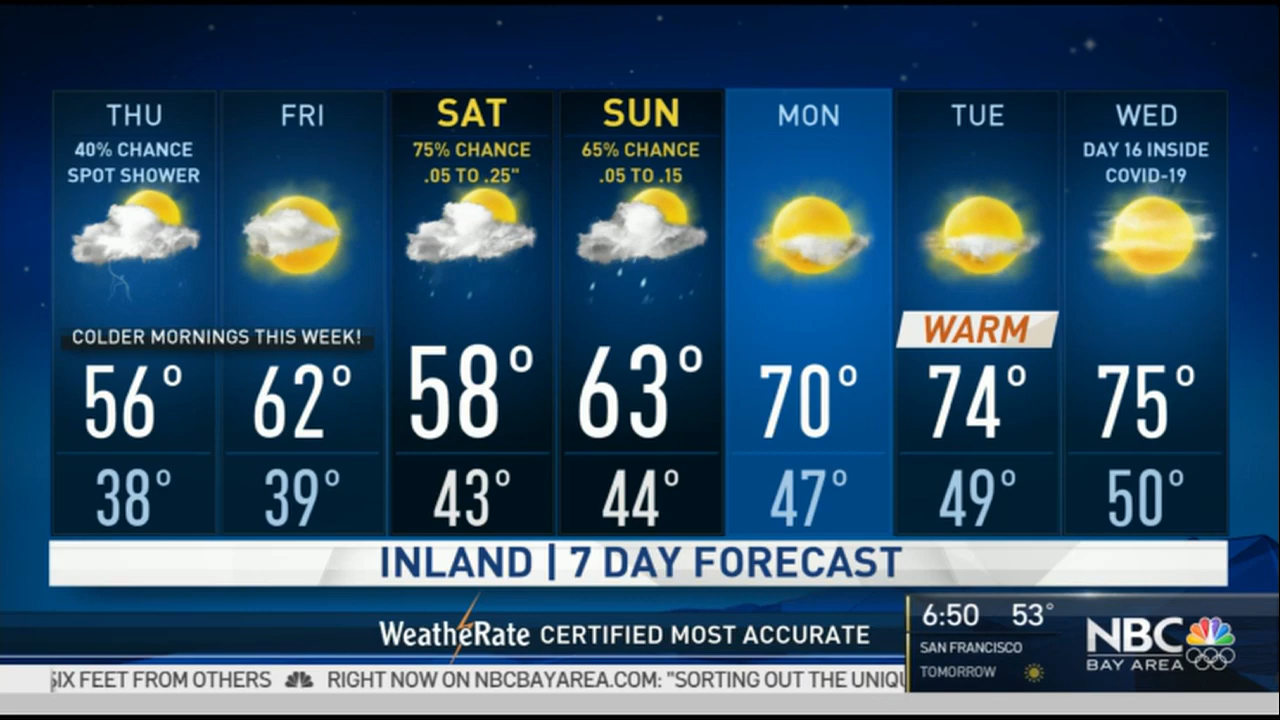 THU
40% CHANCE
SPOT SHOWER
FRI
COLDER MORNINGS THIS WEEK!
56°
38°
62°
39°
SAT
75% CHANCE
.05 TO .25"
58°
43°
SUN
65% CHANCE
.05 TO .15
63°
44°
MON
70°
47°
TUE
WARM
74°
49°
WED
DAY 16 INSIDE
COVID-19
75°
50°
INLAND | 7 DAY FORECAST
WeatheRate CERTIFIED MOST ACCURATE
6:50 53°
SAN FRANCISCO
TOMORROW
NBC
BAY AREA
SIX FEET FROM OTHERS RIGHT NOW ON NBCBAYAREA.COM: "SORTING OUT THE